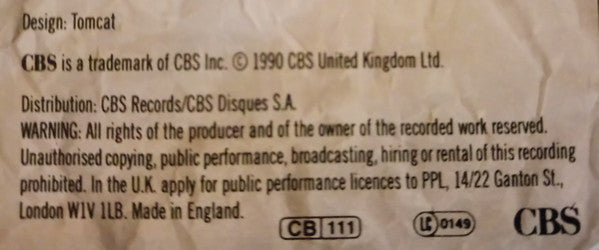 Design: Tomcat
CBS is a trademark of CBS Inc. © 1990 CBS United Kingdom Ltd.
Distribution: CBS Records/CBS Disques S.A.
WARNING: All rights of the producer and of the owner of the recorded work reserved.
Unauthorised copying, public performance, broadcasting, hiring or rental of this recording
prohibited. In the U.K. apply for public performance licences to PPL, 14/22 Ganton St.,
London W1V 1LB. Made in England.
CB 111 LC 0149 CBS